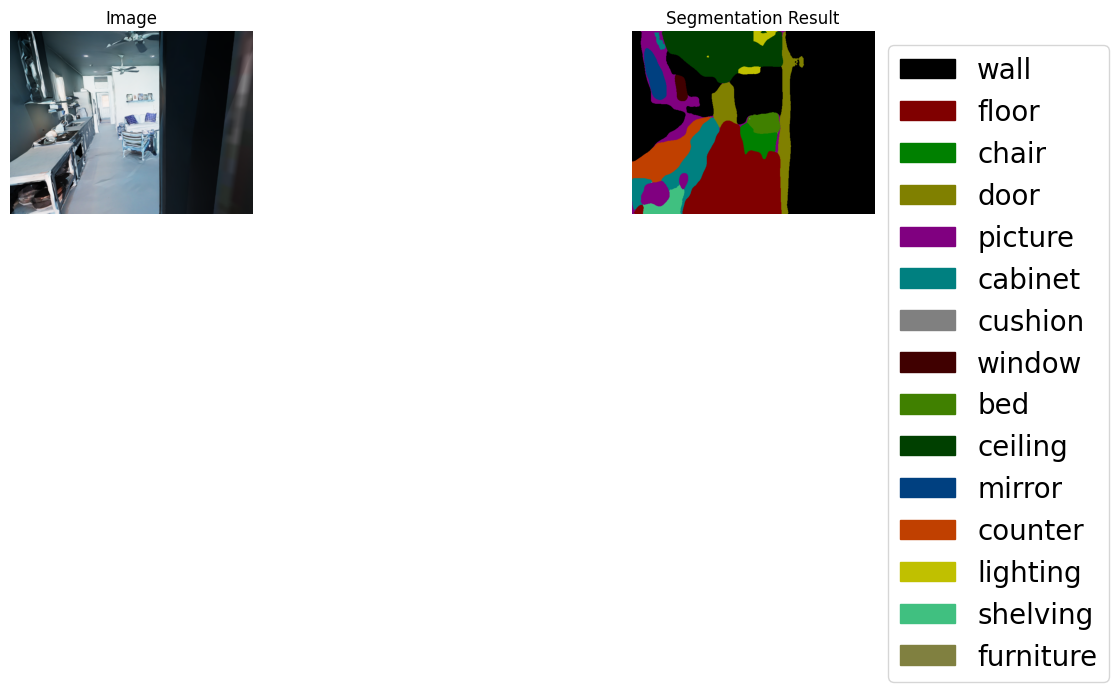 Image
Segmentation Result
wall
floor
chair
door
picture
cabinet
cushion
window
bed
ceiling
mirror
counter
lighting
shelving
furniture